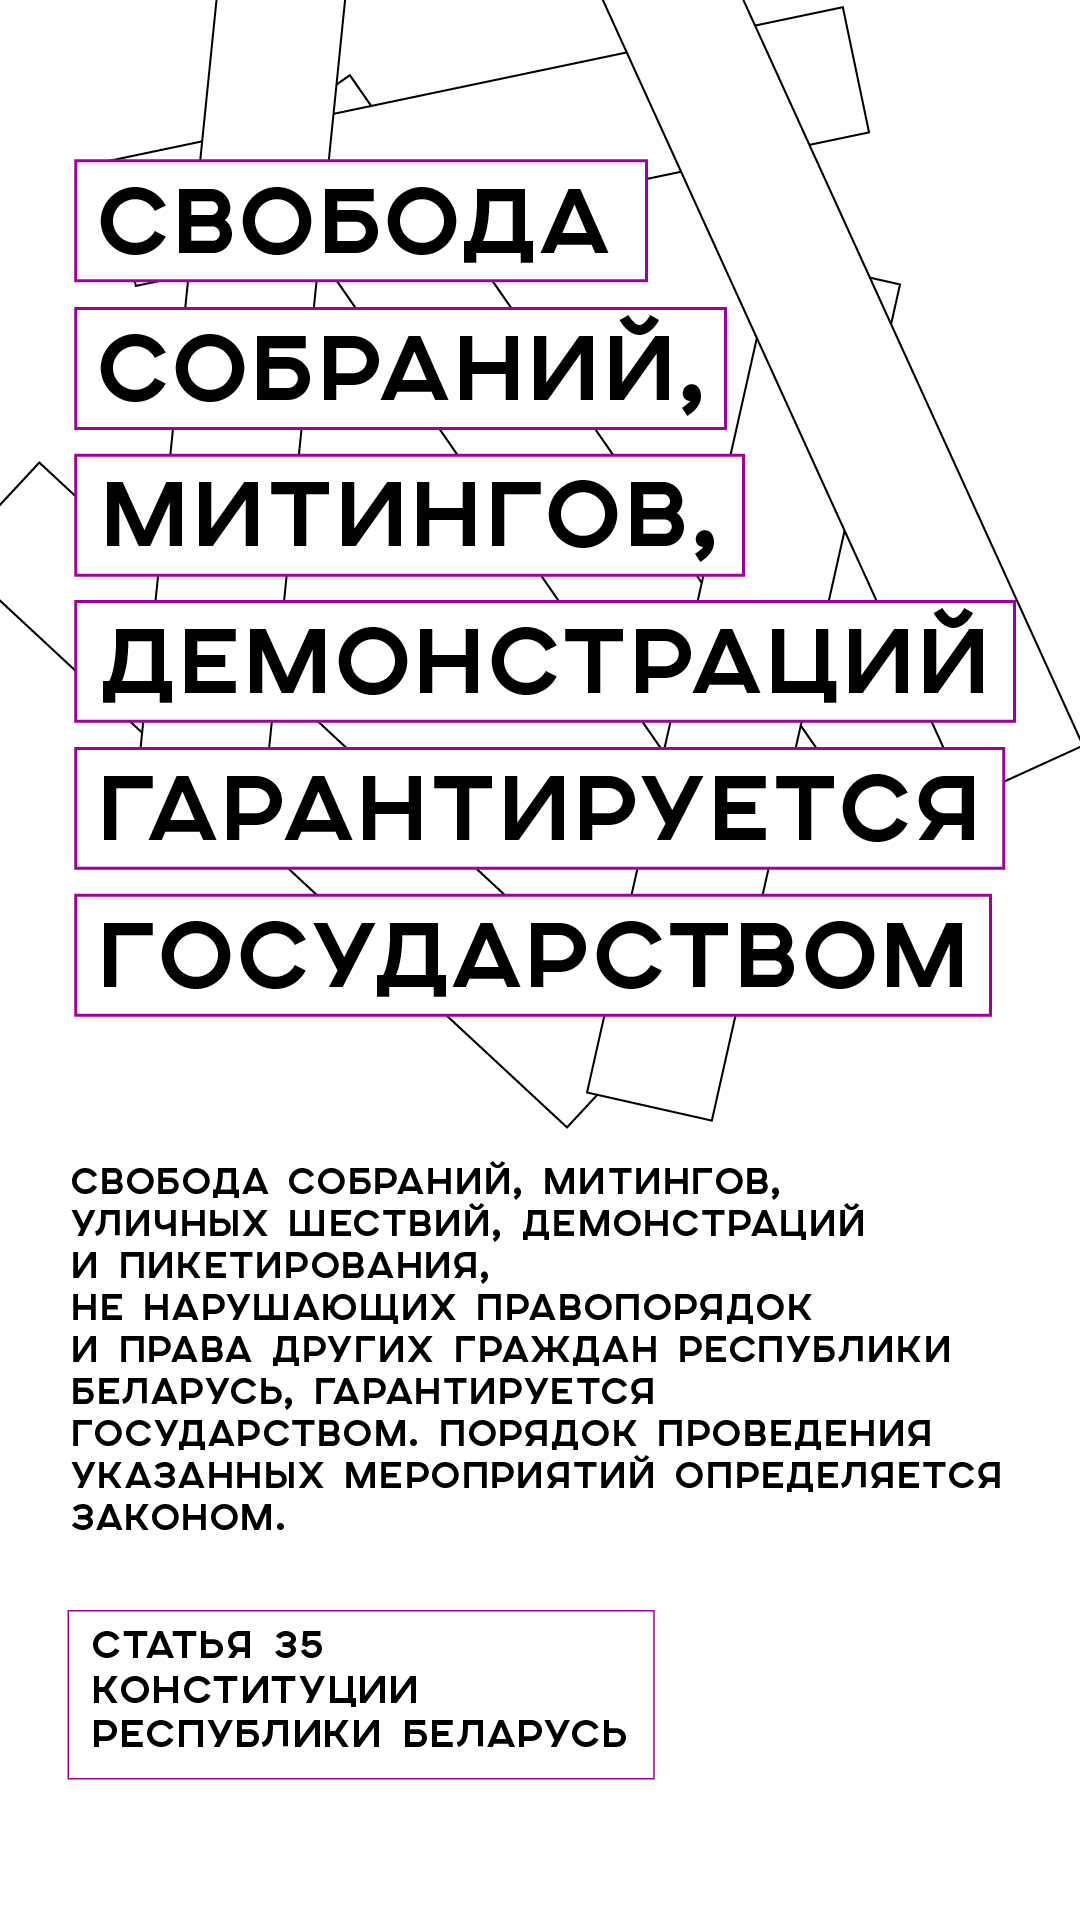 СВОБОДА
СОБРАНИЙ,
МИТИНГОВ,
ДЕМОНСТРАЦИЙ
ГАРАНТИРУЕТСЯ
ГОСУДАРСТВОМ
СВОБОДА СОБРАНИЙ, МИТИНГОВ,
УЛИЧНЫХ ШЕСТВИЙ, ДЕМОНСТРАЦИЙ
И ПИКЕТИРОВАНИЯ,
НЕ НАРУШАЮЩИХ ПРАВОПОРЯДОК
И ПРАВА ДРУГИХ ГРАЖДАН РЕСПУБЛИКИ
БЕЛАРУСЬ, ГАРАНТИРУЕТСЯ
ГОСУДАРСТВОМ. ПОРЯДОК ПРОВЕДЕНИЯ
УКАЗАННЫХ МЕРОПРИЯТИЙ ОПРЕДЕЛЯЕТСЯ
ЗАКОНОМ.
СТАТЬЯ 35
КОНСТИТУЦИИ
РЕСПУБЛИКИ БЕЛАРУСЬ